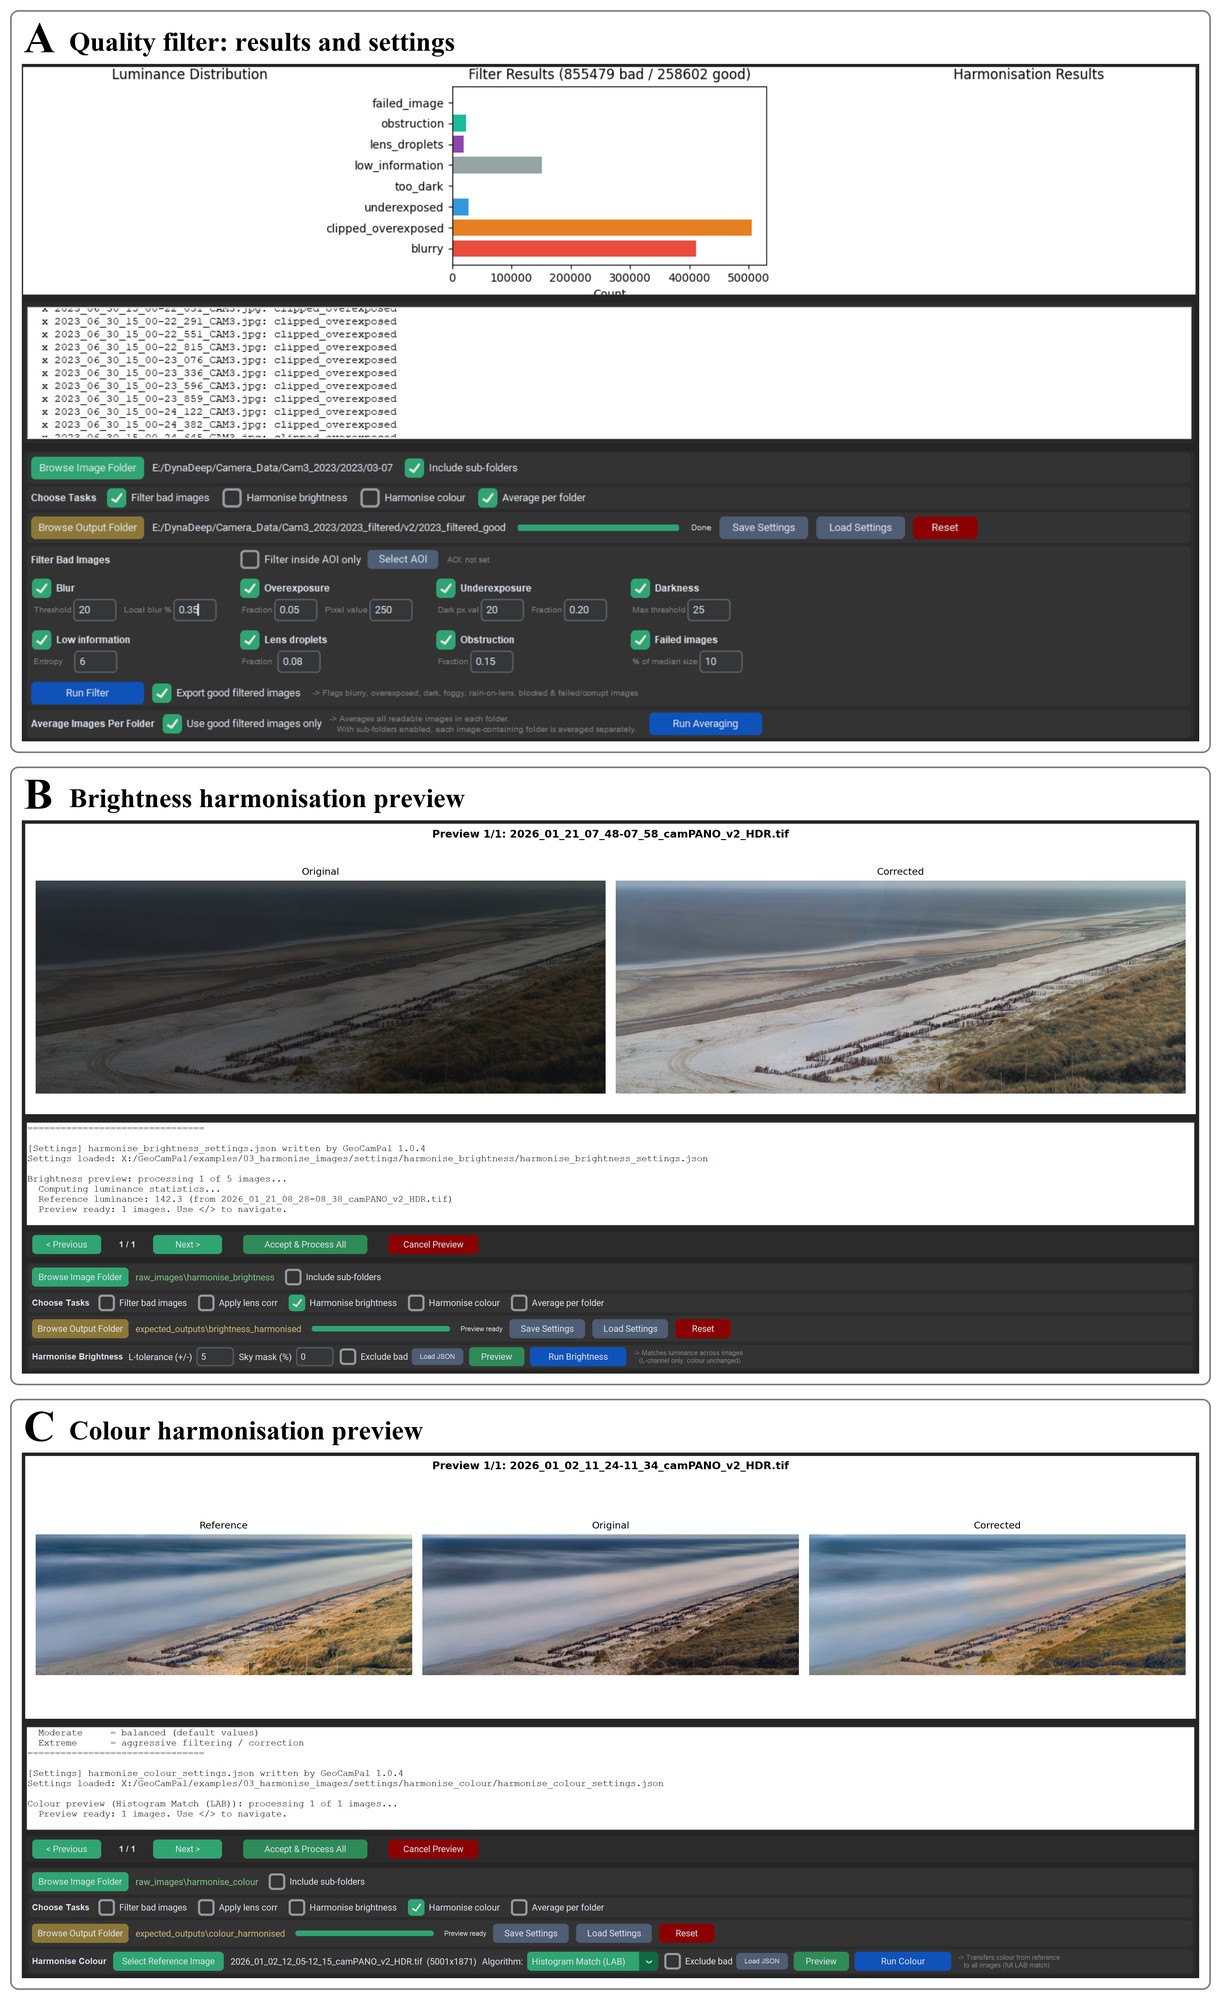 A Quality filter: results and settings
Luminance Distribution
Filter Results (855479 bad / 258602 good)
Harmonisation Results
failed_image
obstruction
lens_droplets
low_information
too_dark
underexposed
clipped_overexposed
blurry
0 100000 200000 300000 400000 500000
Count
x 2023_06_30_15_00-22_031_CAM3.jpg: clipped_overexposed
x 2023_06_30_15_00-22_291_CAM3.jpg: clipped_overexposed
x 2023_06_30_15_00-22_551_CAM3.jpg: clipped_overexposed
x 2023_06_30_15_00-22_815_CAM3.jpg: clipped_overexposed
x 2023_06_30_15_00-23_076_CAM3.jpg: clipped_overexposed
x 2023_06_30_15_00-23_336_CAM3.jpg: clipped_overexposed
x 2023_06_30_15_00-23_596_CAM3.jpg: clipped_overexposed
x 2023_06_30_15_00-23_859_CAM3.jpg: clipped_overexposed
x 2023_06_30_15_00-24_122_CAM3.jpg: clipped_overexposed
x 2023_06_30_15_00-24_382_CAM3.jpg: clipped_overexposed
x 2023_06_30_15_00-24_645_CAM3.jpg: clipped_overexposed
Browse Image Folder E:/DynaDeep/Camera_Data/Cam3_2023/2023/03-07 Include sub-folders
Choose Tasks Filter bad images Harmonise brightness Harmonise colour Average per folder
Browse Output Folder E:/DynaDeep/Camera_Data/Cam3_2023/2023_filtered/v2/2023_filtered_good Done Save Settings Load Settings Reset
Filter Bad Images Filter inside AOI only Select AOI AOI: not set
Blur Overexposure Underexposure Darkness
Threshold 20 Local blur % 0.35 Fraction 0.05 Pixel value 250 Dark px val 20 Fraction 0.20 Max threshold 25
Low information Lens droplets Obstruction Failed images
Entropy 6 Fraction 0.08 Fraction 0.15 % of median size 10
Run Filter Export good filtered images -> Flags blurry, overexposed, dark, foggy, rain-on-lens, blocked & failed/corrupt images
Average Images Per Folder Use good filtered images only -> Averages all readable images in each folder.
With sub-folders enabled, each image-containing folder is averaged separately.
Run Averaging
B Brightness harmonisation preview
Preview 1/1: 2026_01_21_07_48-07_58_camPANO_v2_HDR.tif
Original Corrected
================================
[Settings] harmonise_brightness_settings.json written by GeoCamPal 1.0.4
Settings loaded: X:/GeoCamPal/examples/03_harmonise_images/settings/harmonise_brightness/harmonise_brightness_settings.json
Brightness preview: processing 1 of 5 images...
Computing luminance statistics...
Reference luminance: 142.3 (from 2026_01_21_08_28-08_38_camPANO_v2_HDR.tif)
Preview ready: 1 images. Use </> to navigate.
< Previous 1 / 1 Next > Accept & Process All Cancel Preview
Browse Image Folder raw_images\harmonise_brightness Include sub-folders
Choose Tasks Filter bad images Apply lens corr Harmonise brightness Harmonise colour Average per folder
Browse Output Folder expected_outputs\brightness_harmonised Preview ready Save Settings Load Settings Reset
Harmonise Brightness L-tolerance (+/-) 5 Sky mask (%) 0 Exclude bad Load JSON Preview Run Brightness -> Matches luminance across images
(L-channel only, colour unchanged)
C Colour harmonisation preview
Preview 1/1: 2026_01_02_11_24-11_34_camPANO_v2_HDR.tif
Reference Original Corrected
Moderate = balanced (default values)
Extreme = aggressive filtering / correction
================================
[Settings] harmonise_colour_settings.json written by GeoCamPal 1.0.4
Settings loaded: X:/GeoCamPal/examples/03_harmonise_images/settings/harmonise_colour/harmonise_colour_settings.json
Colour preview (Histogram Match (LAB)): processing 1 of 1 images...
Preview ready: 1 images. Use </> to navigate.
< Previous 1 / 1 Next > Accept & Process All Cancel Preview
Browse Image Folder raw_images\harmonise_colour Include sub-folders
Choose Tasks Filter bad images Apply lens corr Harmonise brightness Harmonise colour Average per folder
Browse Output Folder expected_outputs\colour_harmonised Preview ready Save Settings Load Settings Reset
Harmonise Colour Select Reference Image 2026_01_02_12_05-12_15_camPANO_v2_HDR.tif (5001x1871) Algorithm: Histogram Match (LAB) Exclude bad Load JSON Preview Run Colour -> Transfers colour from reference
to all images (full LAB match)